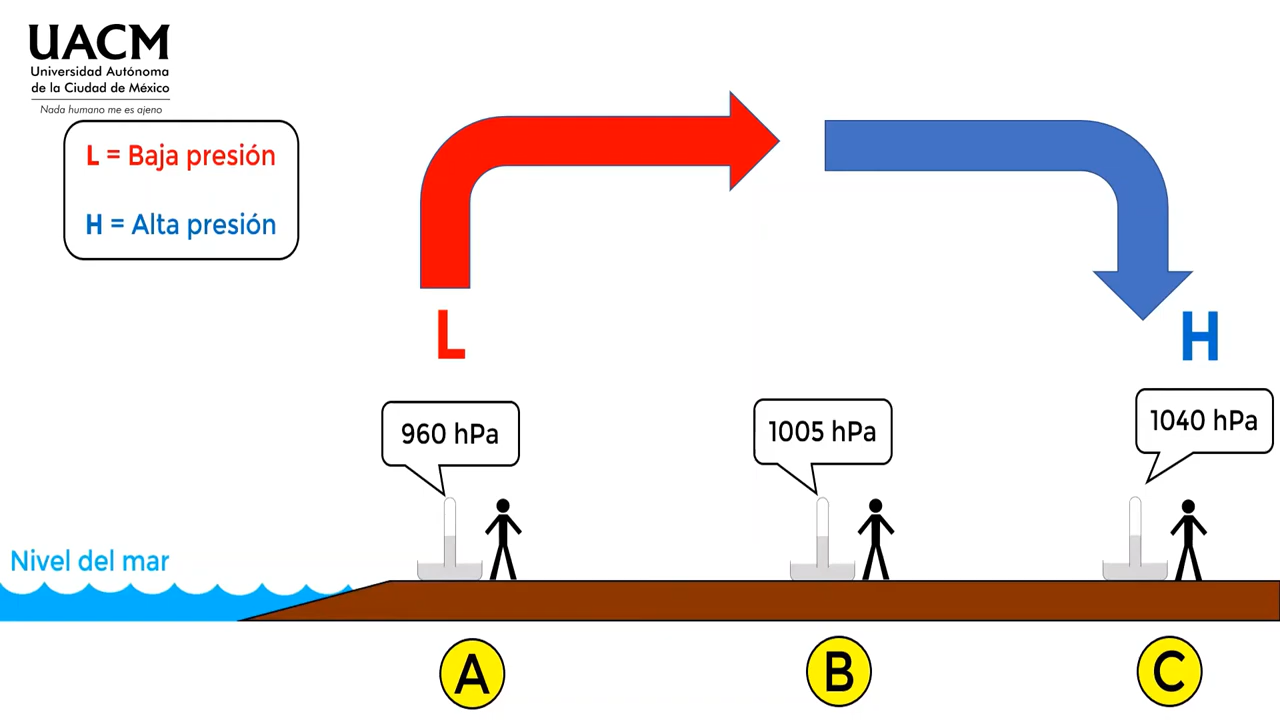 UACM
Universidad Autónoma
de la Ciudad de México
Nada humano me es ajeno
L = Baja presión
H = Alta presión
L
H
960 hPa
1005 hPa
1040 hPa
Nivel del mar
A
B
C